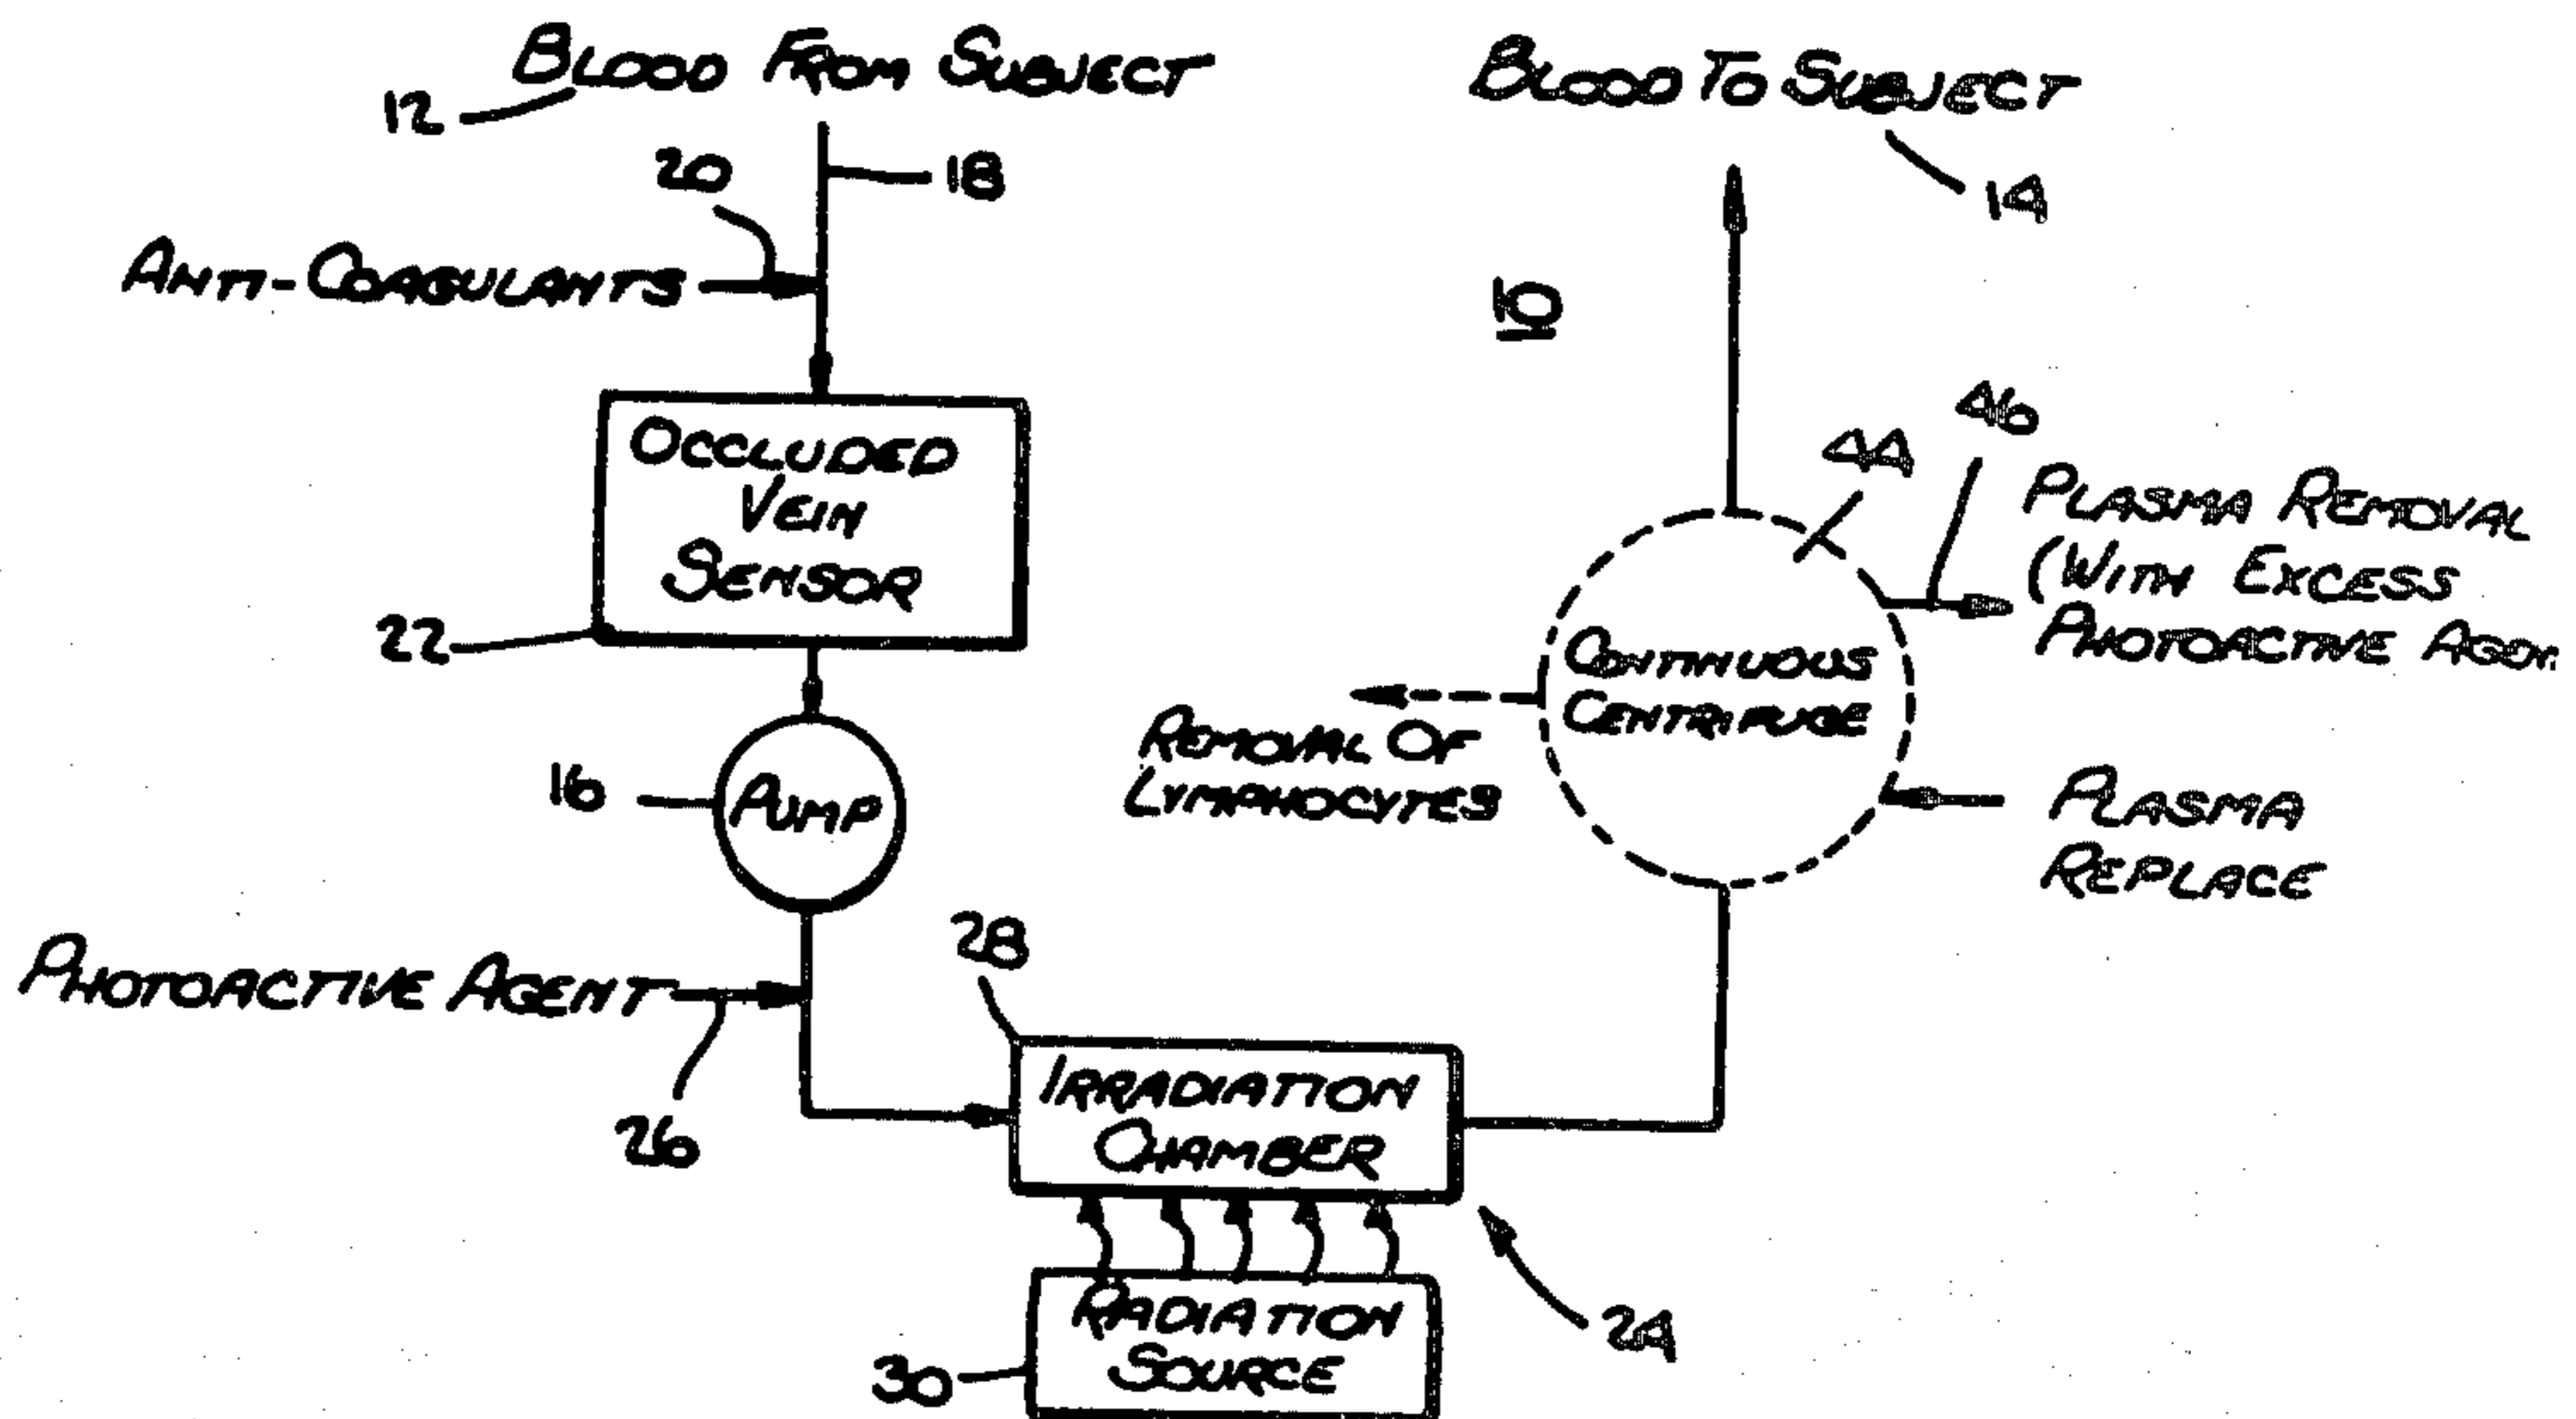 BLOOD FROM SUBJECT
12
BLOOD TO SUBJECT
14
20
18
ANTI-COAGULANTS
10
OCCLUDED
VEIN
SENSOR
22
44
46
PLASMA REMOVAL
(WITH EXCESS
PHOTOACTIVE
CONTINUOUS
CENTRIFUGE
REMOVAL OF
LYMPHOCYTES
PLASMA
REPLACE
16
PUMP
PHOTOACTIVE AGENT
26
28
IRRADIATION
CHAMBER
24
RADIATION
SOURCE
30